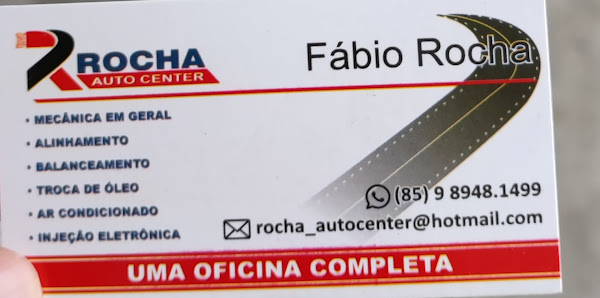 ROCHA
AUTO CENTER
Fábio Rocha
• MECÂNICA EM GERAL
• ALINHAMENTO
• BALANCEAMENTO
• TROCA DE ÓLEO
• AR CONDICIONADO
• INJEÇÃO ELETRÔNICA
(85) 9 8948.1499
rocha_autocenter@hotmail.com
UMA OFICINA COMPLETA